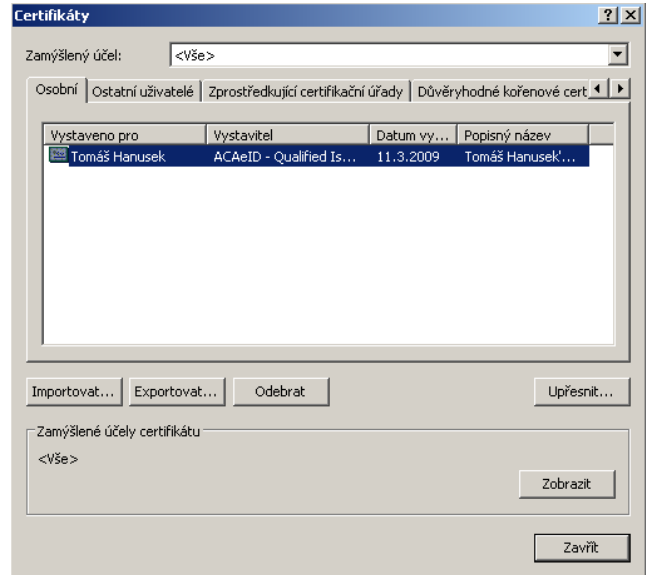 Certifikáty
Zamýšlený účel: <Vše>
Osobní Ostatní uživatelé Zprostředkující certifikační úřady Důvěryhodné kořenové cert
Vystaveno pro Vystavitel Datum vy... Popisný název
Tomáš Hanusek ACAeID - Qualified Is... 11.3.2009 Tomáš Hanusek'...
Importovat... Exportovat... Odebrat Upřesnit...
Zamýšlené účely certifikátu
<Vše>
Zobrazit
Zavřít